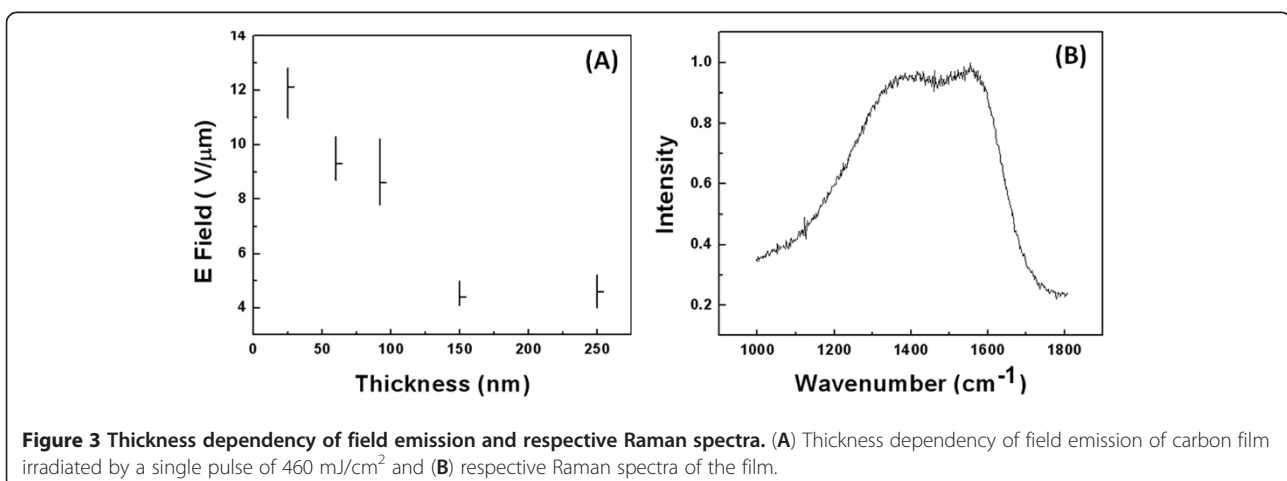 (A)
14
12
10
8
6
4
E Field ( V/μm)
0 50 100 150 200 250
Thickness (nm)
(B)
1.0
0.8
0.6
0.4
0.2
Intensity
1000 1200 1400 1600 1800
Wavenumber (cm⁻¹)
Figure 3 Thickness dependency of field emission and respective Raman spectra. (A) Thickness dependency of field emission of carbon film
irradiated by a single pulse of 460 mJ/cm² and (B) respective Raman spectra of the film.